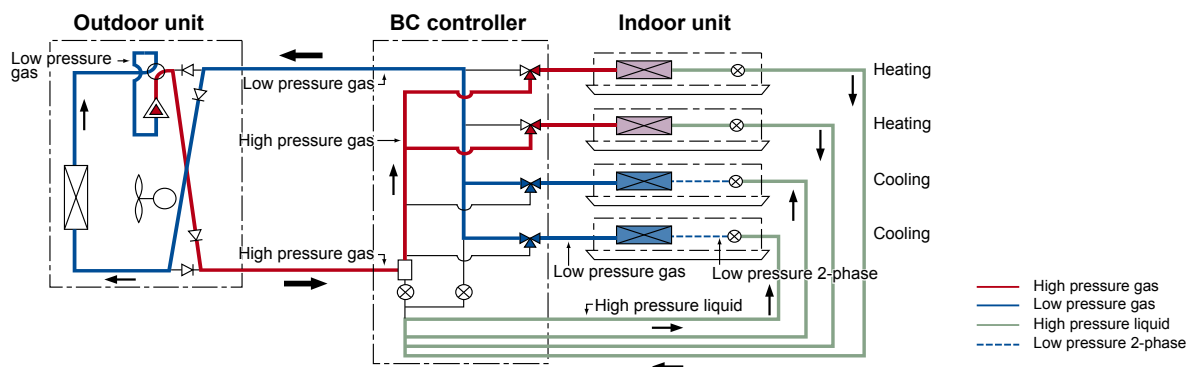 Outdoor unit
BC controller
Indoor unit
Low pressure
gas
Low pressure gas
Heating
High pressure gas
Heating
Cooling
Cooling
High pressure gas
Low pressure gas
Low pressure 2-phase
High pressure liquid
High pressure gas
Low pressure gas
High pressure liquid
Low pressure 2-phase